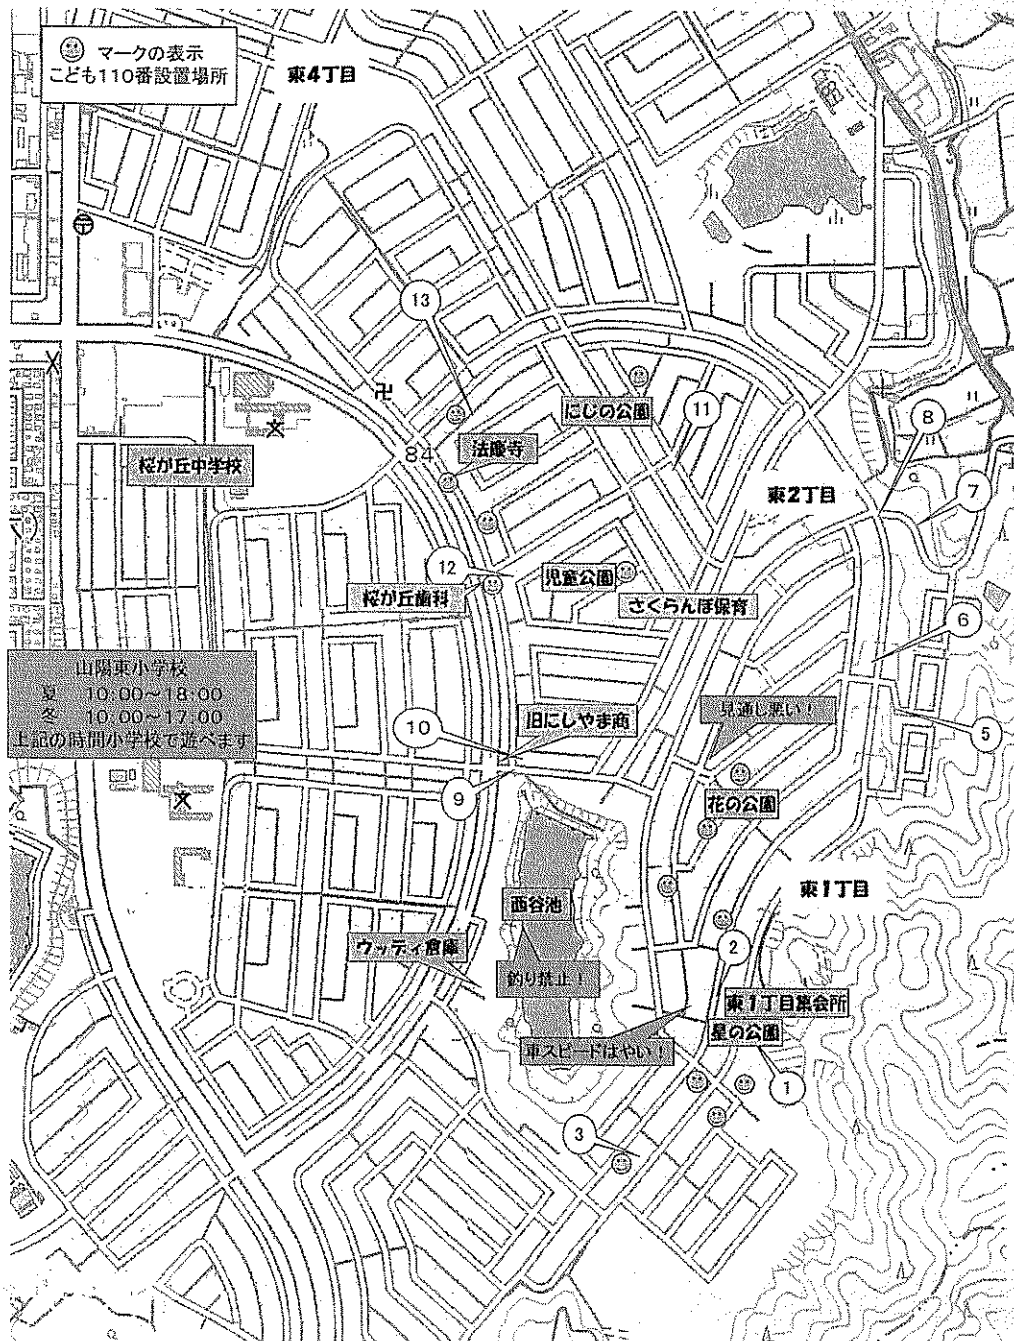 マークの表示
こども110番設置場所
東4丁目
13
にじの公園
11
8
法慶寺
84
桜が丘中学校
東2丁目
7
12
児童公園
桜が丘歯科
さくらんぼ保育
6
山陽東小学校
夏 10:00~18:00
冬 10:00~17:00
上記の時間小学校で遊べます
旧にしやま商
見通し悪い!
10
5
9
花の公園
東1丁目
西谷池
ウッディ倉庫
2
釣り禁止!
東1丁目集会所
星の公園
車スピードはやい!
1
3